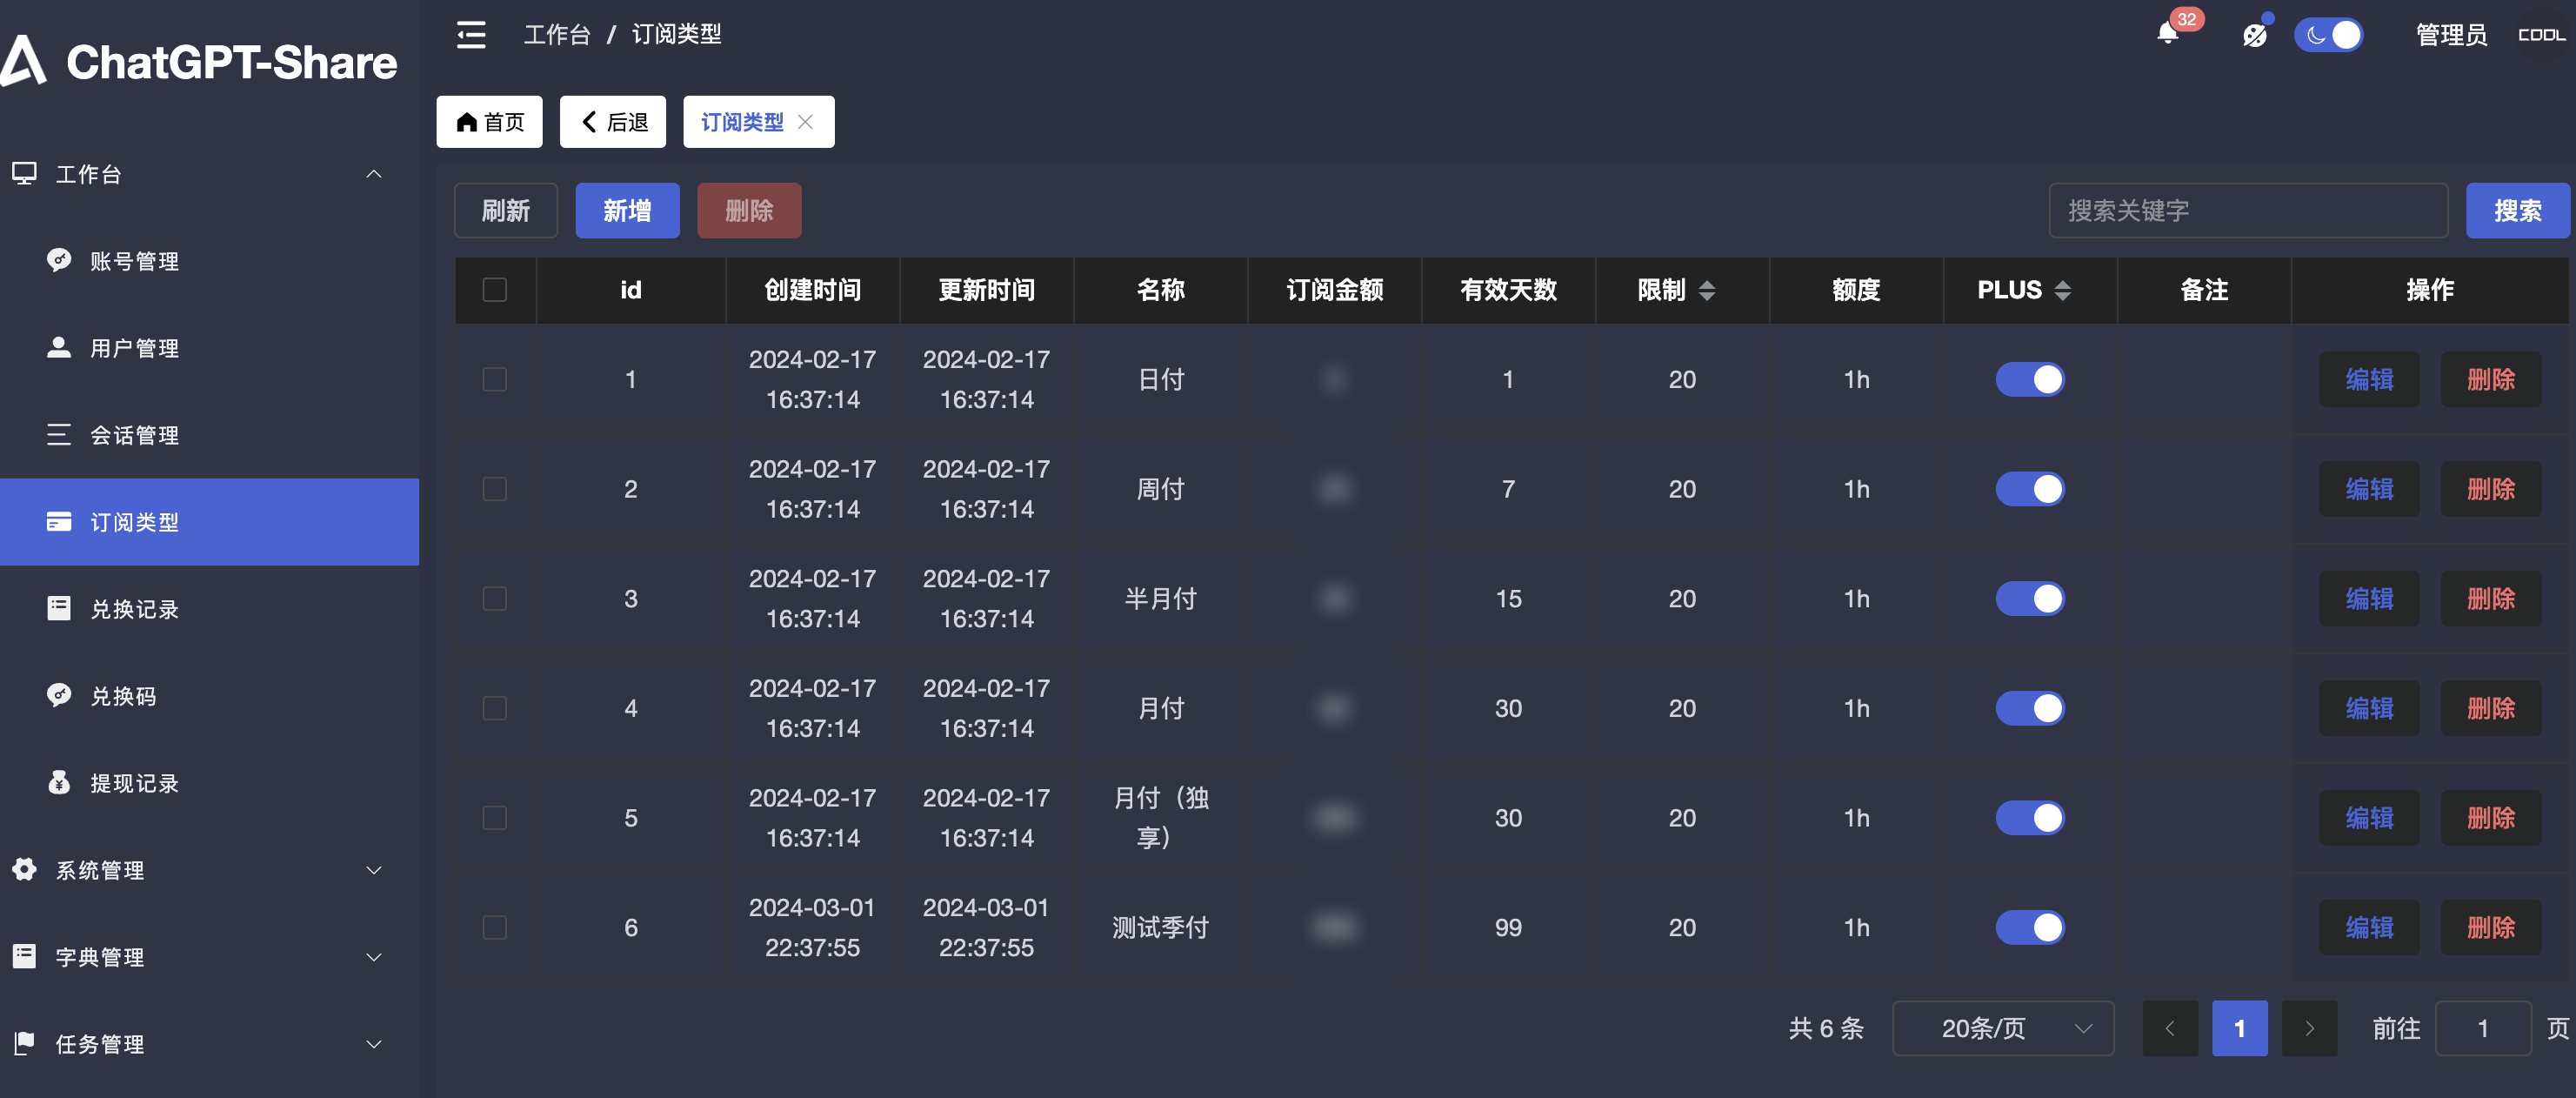 ChatGPT-Share
工作台 / 订阅类型
32
管理员
COOL
首页
后退
订阅类型
工作台
账号管理
用户管理
会话管理
订阅类型
兑换记录
兑换码
提现记录
系统管理
字典管理
任务管理
刷新 新增 删除
搜索关键字 搜索
id 创建时间 更新时间 名称 订阅金额 有效天数 限制 额度 PLUS 备注 操作
1 2024-02-17 16:37:14 2024-02-17 16:37:14 日付 1 20 1h 编辑 删除
2 2024-02-17 16:37:14 2024-02-17 16:37:14 周付 7 20 1h 编辑 删除
3 2024-02-17 16:37:14 2024-02-17 16:37:14 半月付 15 20 1h 编辑 删除
4 2024-02-17 16:37:14 2024-02-17 16:37:14 月付 30 20 1h 编辑 删除
5 2024-02-17 16:37:14 2024-02-17 16:37:14 月付（独享） 30 20 1h 编辑 删除
6 2024-03-01 22:37:55 2024-03-01 22:37:55 测试季付 99 20 1h 编辑 删除
共 6 条 20条/页 1 前往 1 页